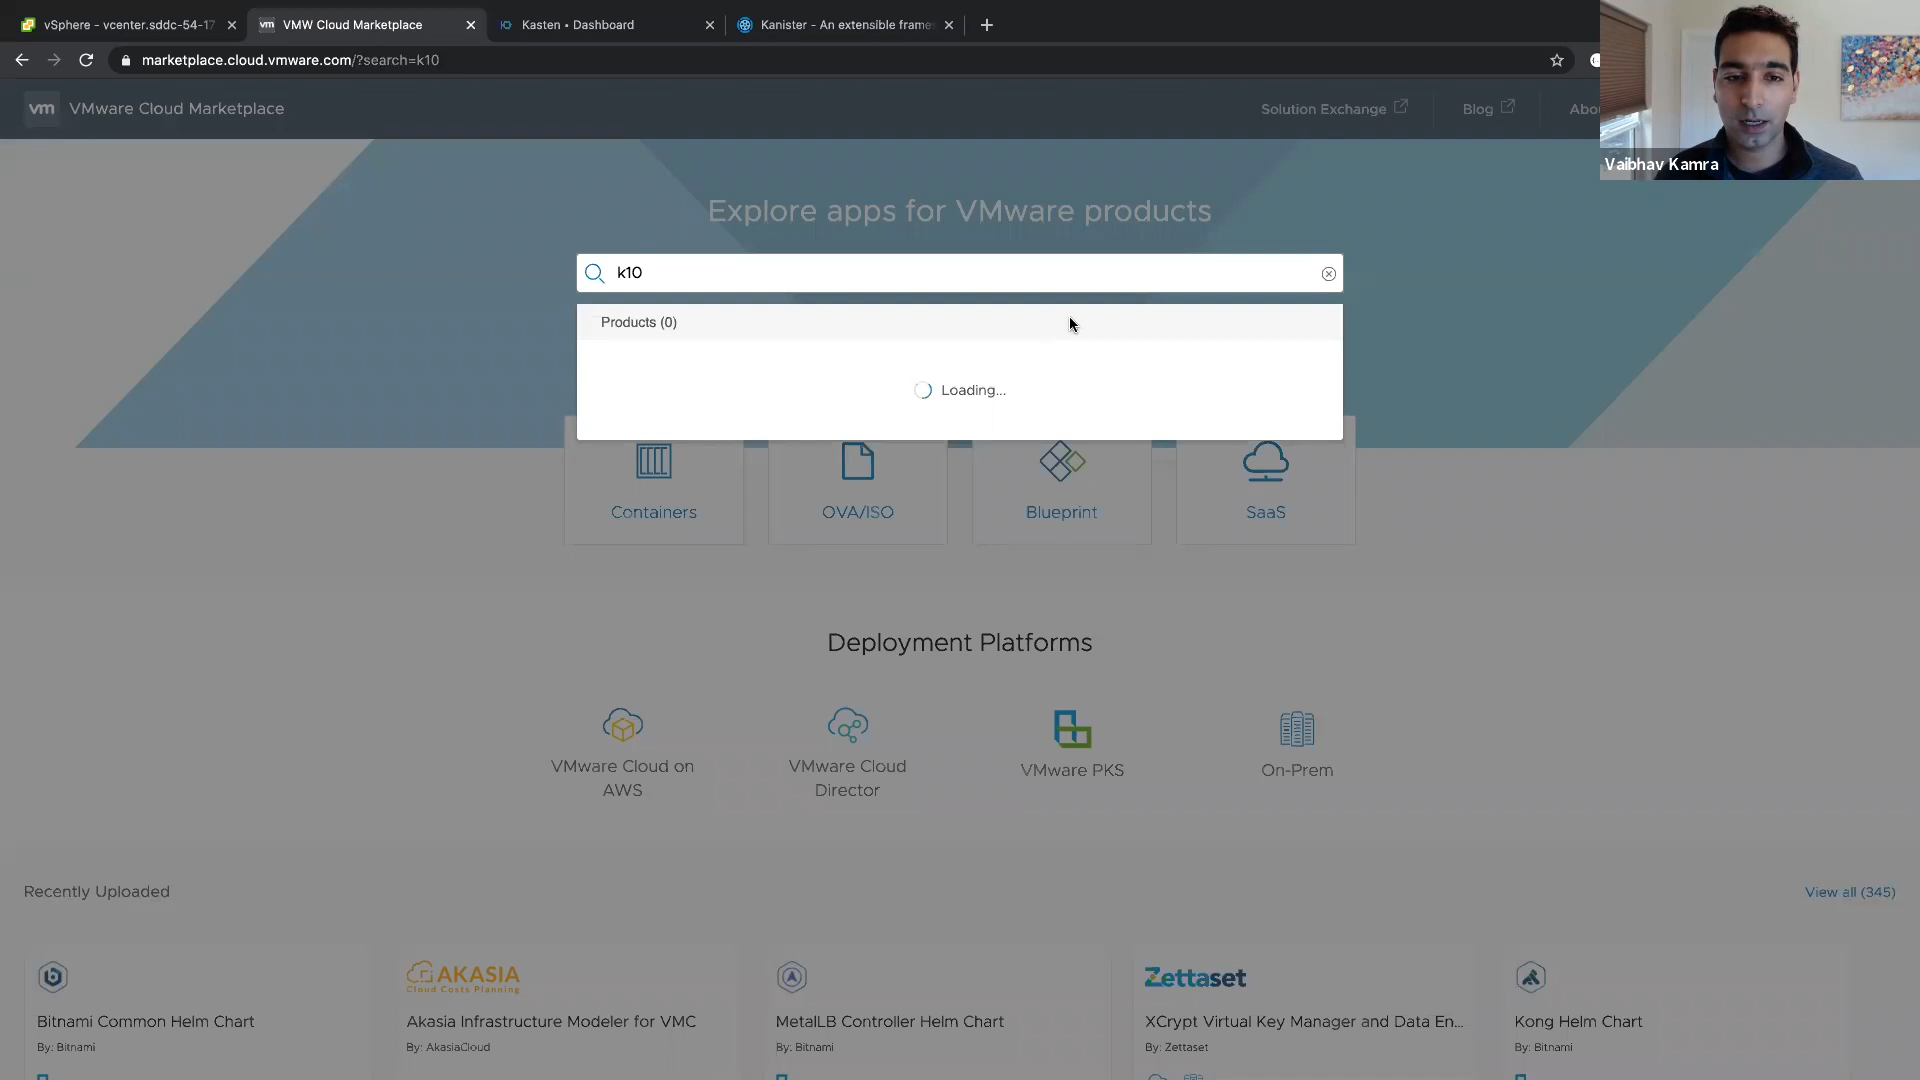 vSphere - vcenter.sddc-54-17
VMW Cloud Marketplace
Kasten • Dashboard
Kanister - An extensible frame
marketplace.cloud.vmware.com/?search=k10
vm VMware Cloud Marketplace
Solution Exchange
Blog
Abo
Vaibhav Kamra
Explore apps for VMware products
k10
Products (0)
Loading...
Containers
OVA/ISO
Blueprint
SaaS
Deployment Platforms
VMware Cloud on
AWS
VMware Cloud
Director
VMware PKS
On-Prem
Recently Uploaded
View all (345)
AKASIA
Cloud Costs Planning
Zettaset
Bitnami Common Helm Chart
By: Bitnami
Akasia Infrastructure Modeler for VMC
By: AkasiaCloud
MetalLB Controller Helm Chart
By: Bitnami
XCrypt Virtual Key Manager and Data En...
By: Zettaset
Kong Helm Chart
By: Bitnami